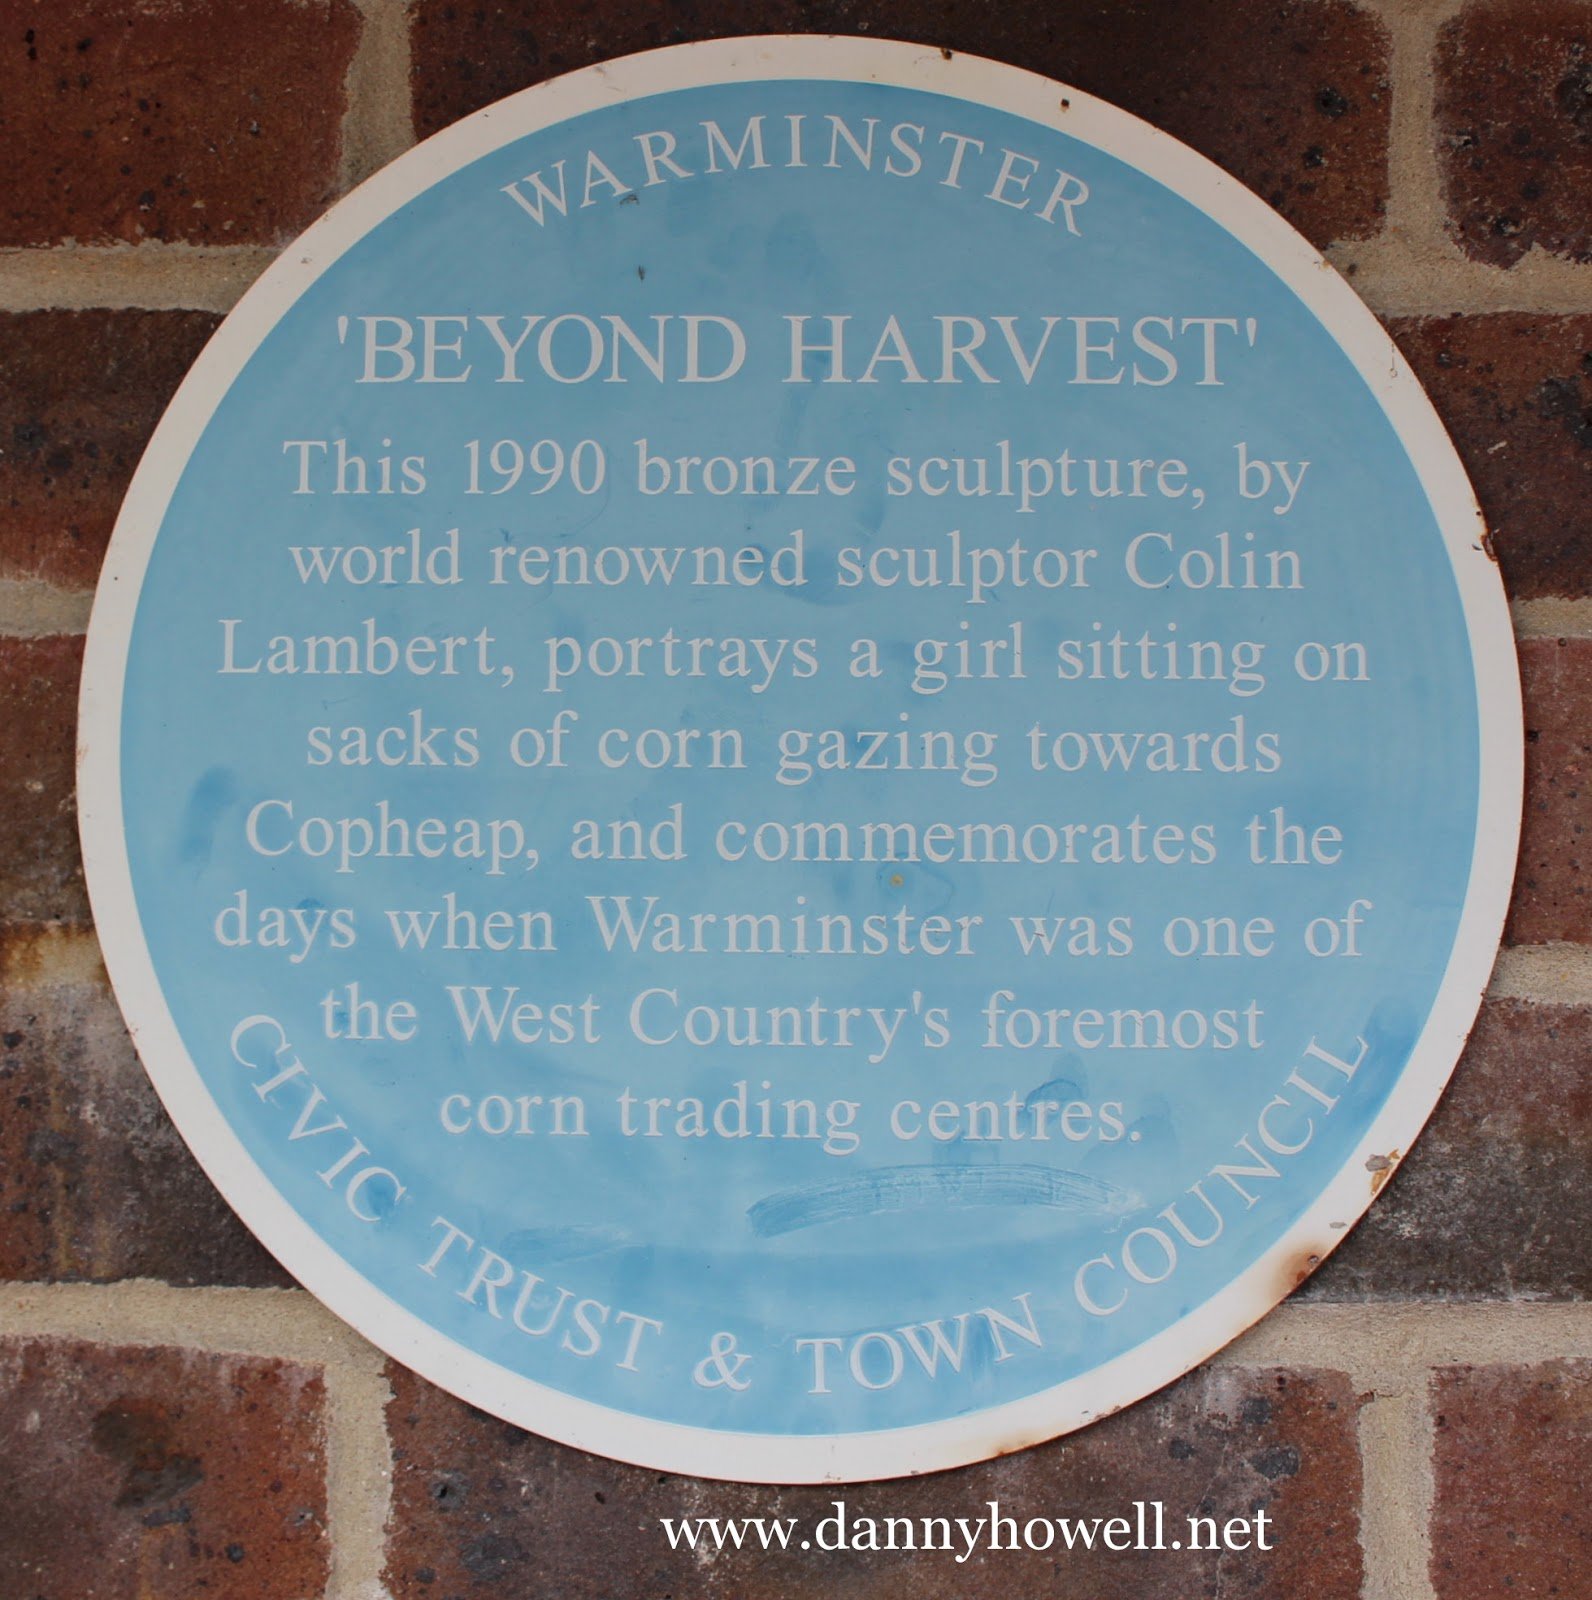 WARMINSTER
'BEYOND HARVEST'
This 1990 bronze sculpture, by
world renowned sculptor Colin
Lambert, portrays a girl sitting on
sacks of corn gazing towards
Copheap, and commemorates the
days when Warminster was one of
the West Country's foremost
corn trading centres.
CIVIC TRUST & TOWN COUNCIL
www.dannyhowell.net